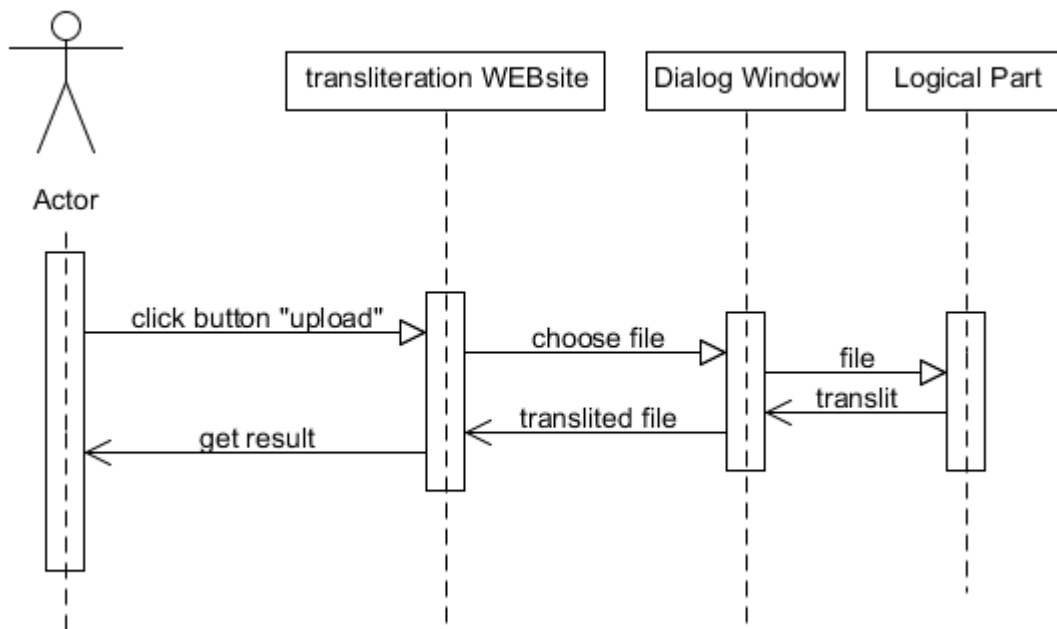 transliteration WEBsite
Dialog Window
Logical Part
Actor
click button "upload"
choose file
file
translit
translited file
get result